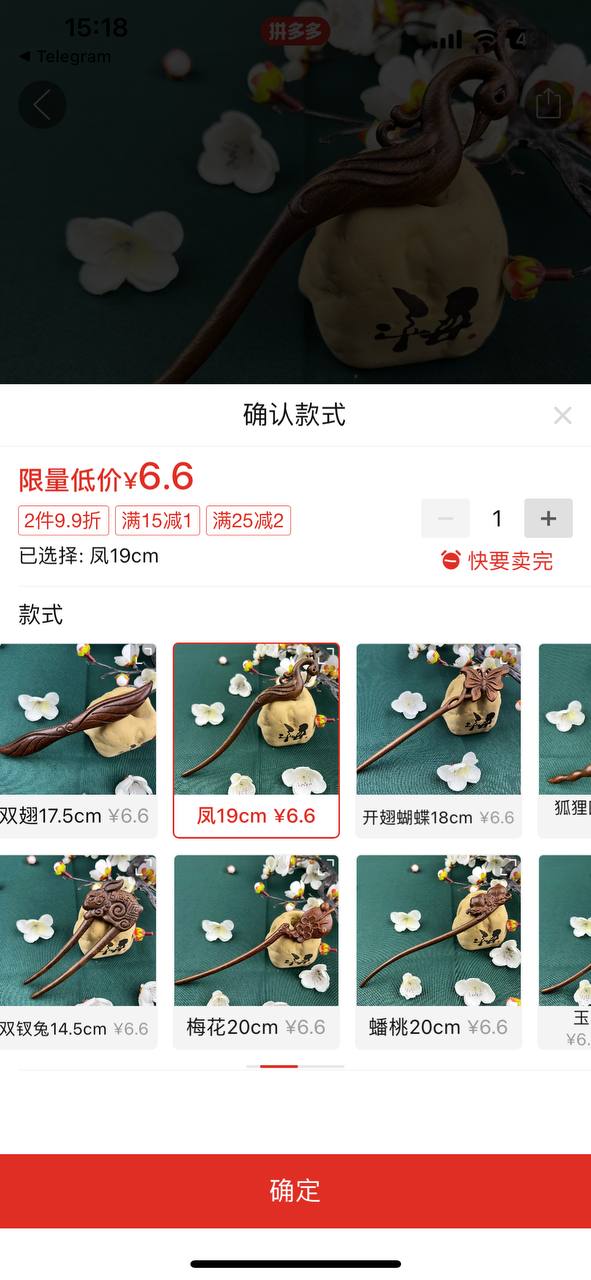 15:18
拼多多
Telegram
确认款式
限量低价¥6.6
2件9.9折
满15减1
满25减2
1
已选择: 凤19cm
快要卖完
款式
双翅17.5cm ¥6.6
凤19cm ¥6.6
开翅蝴蝶18cm ¥6.6
狐狸
双钗兔14.5cm ¥6.6
梅花20cm ¥6.6
蟠桃20cm ¥6.6
玉
¥6.
确定